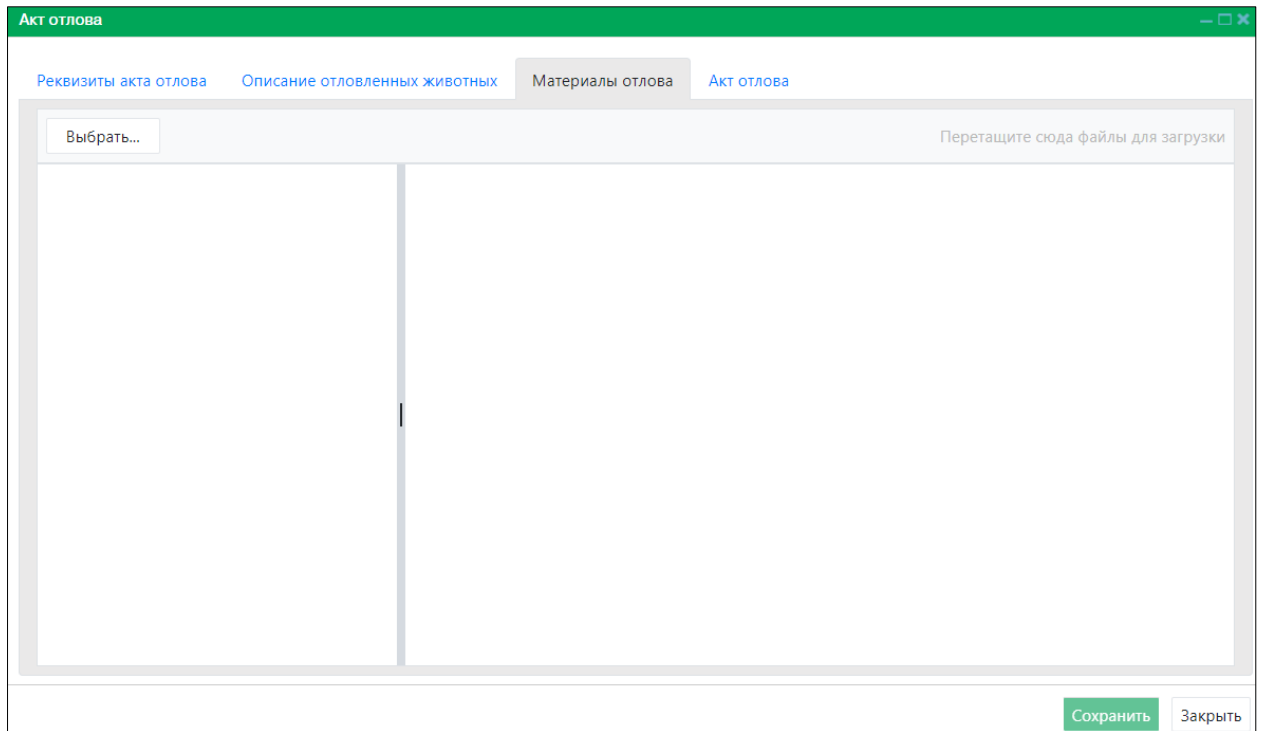 Акт отлова
Реквизиты акта отлова Описание отловленных животных Материалы отлова Акт отлова
Выбрать... Перетащите сюда файлы для загрузки
Сохранить Закрыть